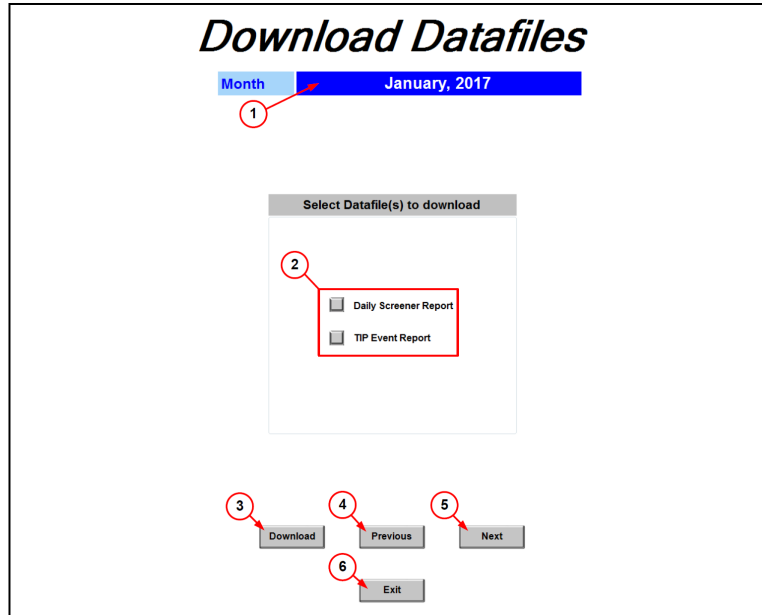 Download Datafiles
Month January, 2017
1
Select Datafile(s) to download
2
Daily Screener Report
TIP Event Report
3 4 5
Download Previous Next
6
Exit